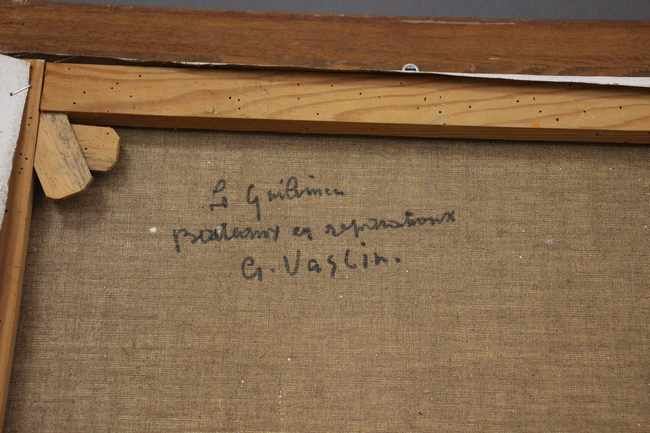 Le Guilvinec
Bateaux en réparations
G. Vaslin.